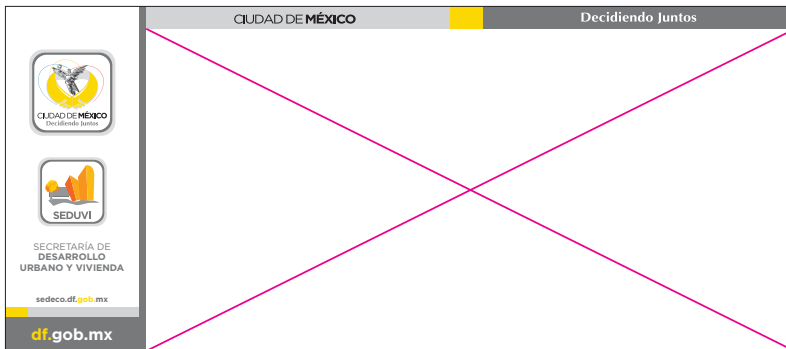 CIUDAD DE MÉXICO
Decidiendo Juntos
CIUDAD DE MÉXICO
Decidiendo Juntos
SEDUVI
SECRETARÍA DE
DESARROLLO
URBANO Y VIVIENDA
sedeco.df.gob.mx
df.gob.mx